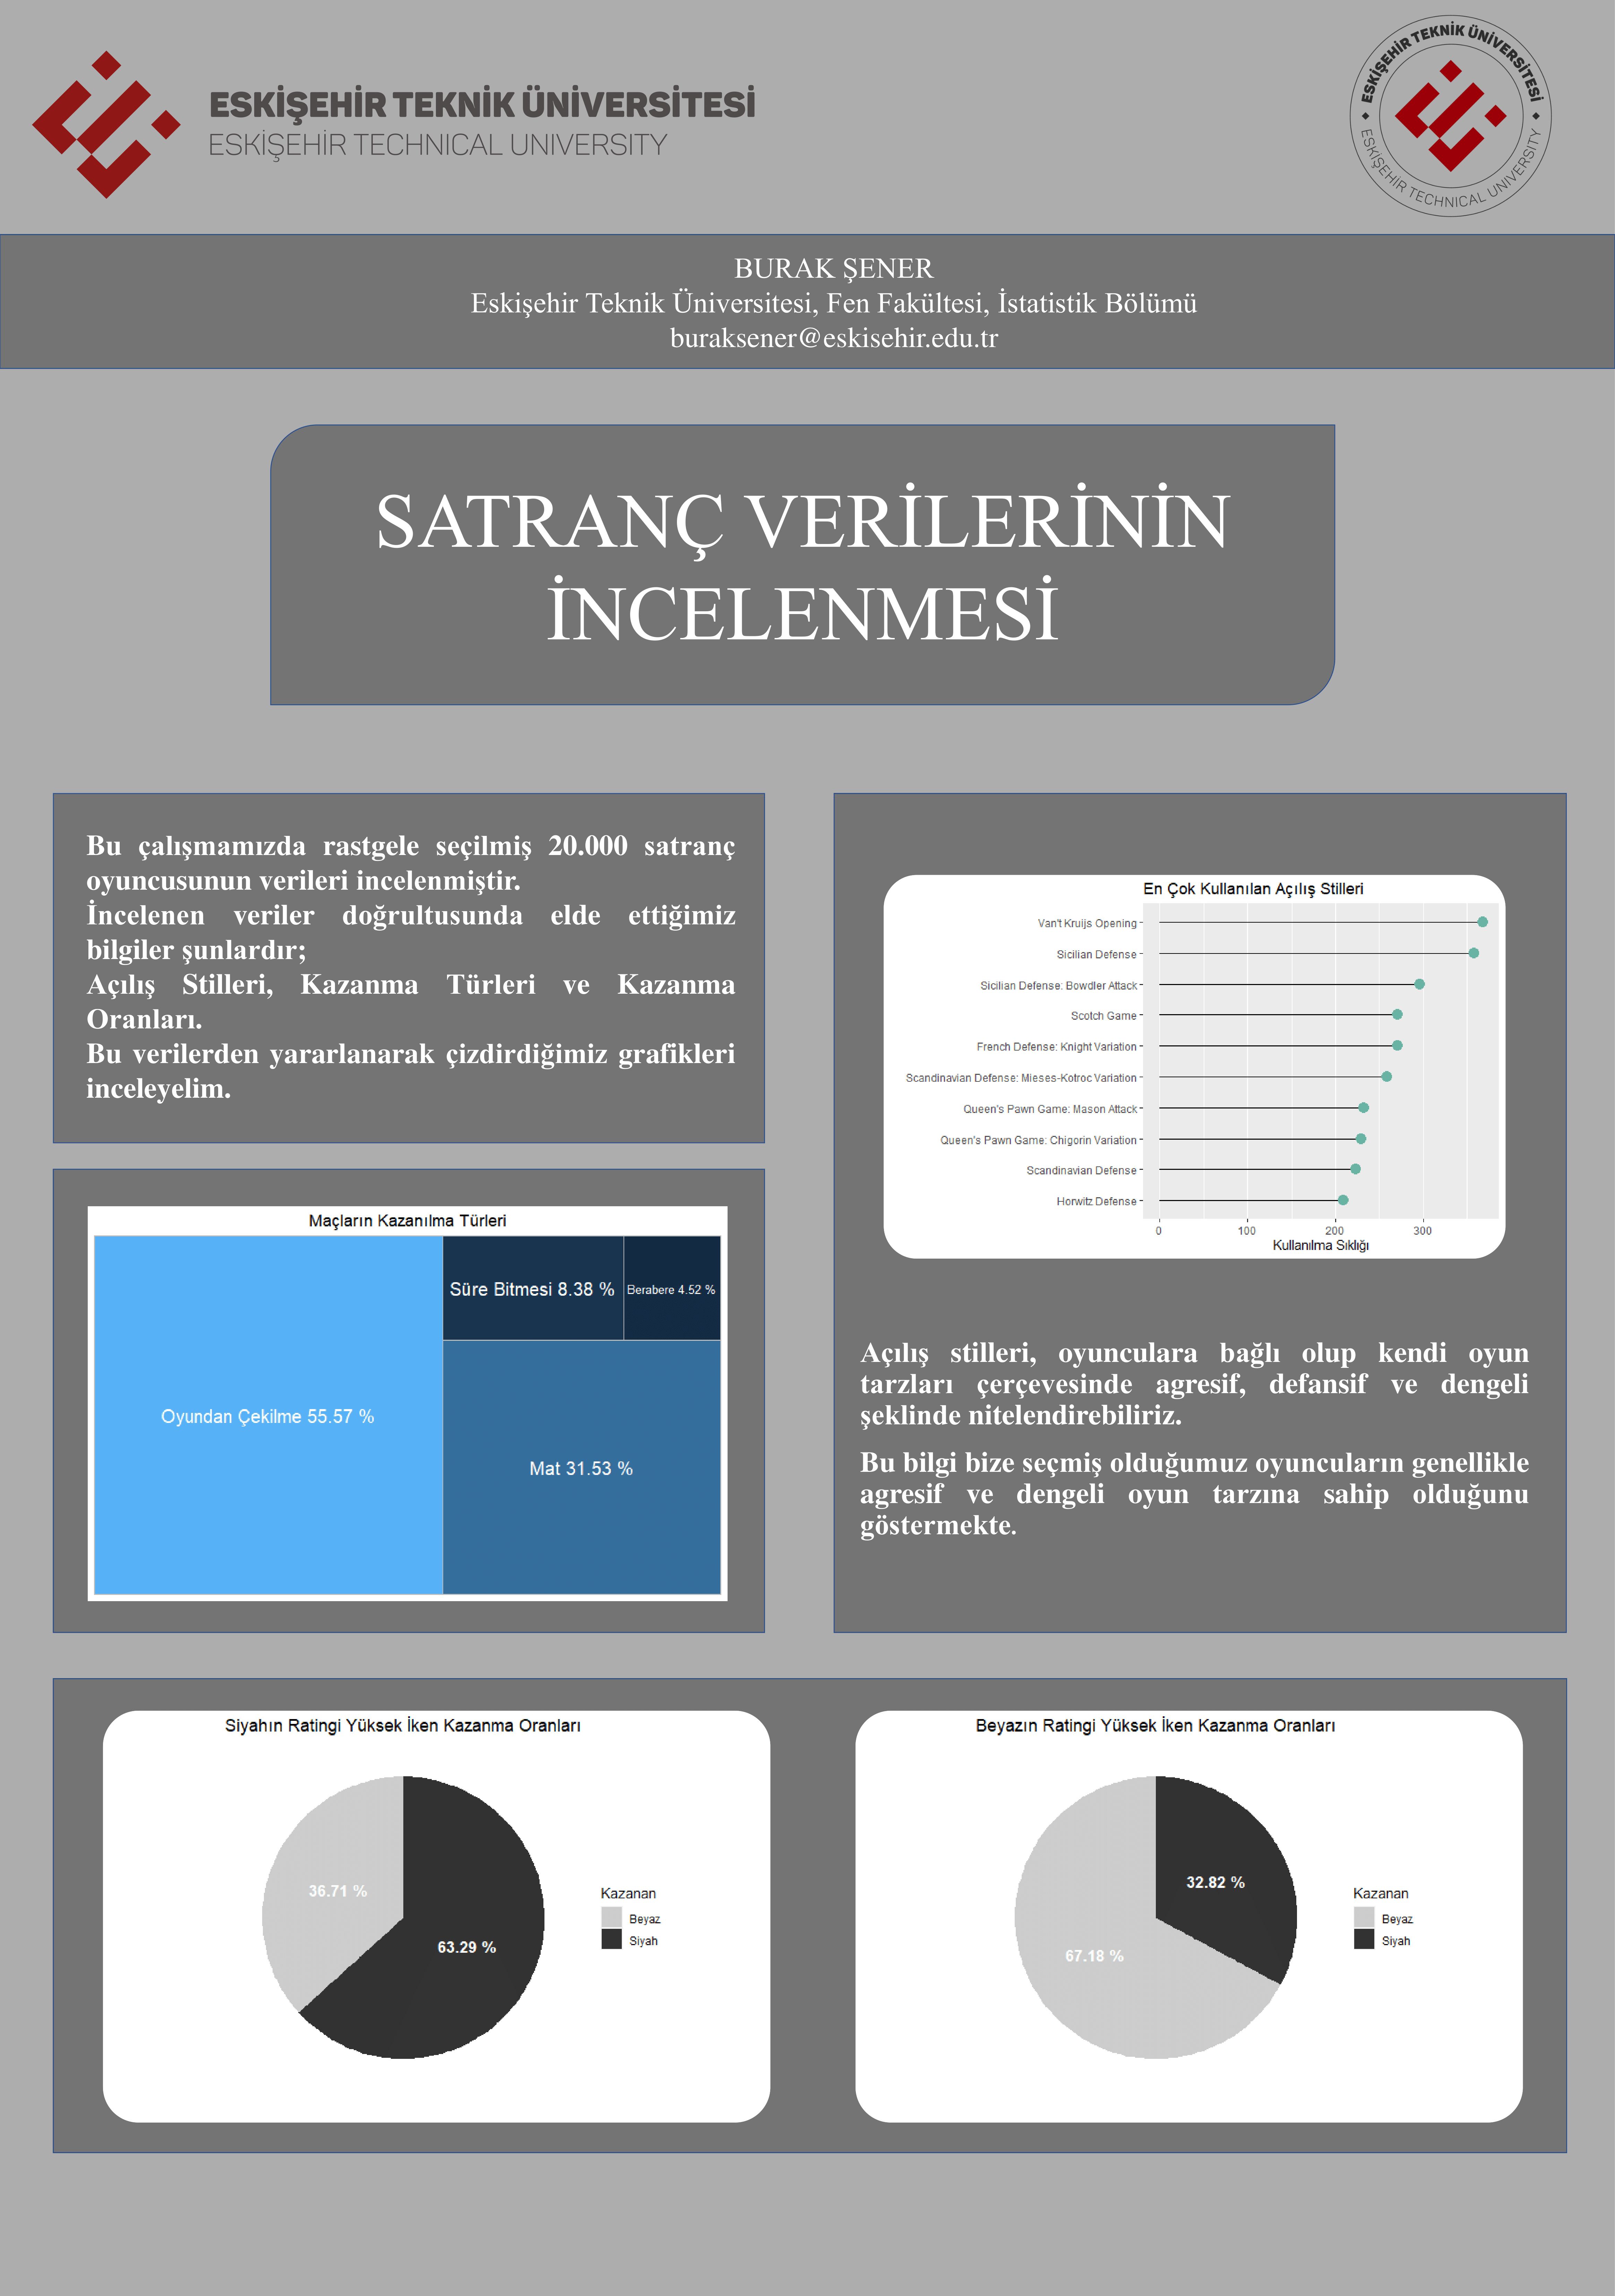 ESKİŞEHİR TEKNİK ÜNİVERSİTESİ
ESKİŞEHİR TECHNICAL UNIVERSITY
ESKİŞEHİR TEKNİK ÜNİVERSİTESİ
ESKİŞEHİR TECHNICAL UNIVERSITY
BURAK ŞENER
Eskişehir Teknik Üniversitesi, Fen Fakültesi, İstatistik Bölümü
buraksener@eskisehir.edu.tr
SATRANÇ VERİLERİNİN
İNCELENMESİ
Bu çalışmamızda rastgele seçilmiş 20.000 satranç
oyuncusunun verileri incelenmiştir.
İncelenen veriler doğrultusunda elde ettiğimiz
bilgiler şunlardır;
Açılış Stilleri, Kazanma Türleri ve Kazanma
Oranları.
Bu verilerden yararlanarak çizdirdiğimiz grafikleri
inceleyelim.
Maçların Kazanılma Türleri
Oyundan Çekilme 55.57 %
Süre Bitmesi 8.38 %
Berabere 4.52 %
Mat 31.53 %
En Çok Kullanılan Açılış Stilleri
Van't Kruijs Opening
Sicilian Defense
Sicilian Defense: Bowdler Attack
Scotch Game
French Defense: Knight Variation
Scandinavian Defense: Mieses-Kotroc Variation
Queen's Pawn Game: Mason Attack
Queen's Pawn Game: Chigorin Variation
Scandinavian Defense
Horwitz Defense
0 100 200 300
Kullanılma Sıklığı
Açılış stilleri, oyunculara bağlı olup kendi oyun
tarzları çerçevesinde agresif, defansif ve dengeli
şeklinde nitelendirebiliriz.
Bu bilgi bize seçmiş olduğumuz oyuncuların genellikle
agresif ve dengeli oyun tarzına sahip olduğunu
göstermekte.
Siyahın Ratingi Yüksek İken Kazanma Oranları
36.71 %
63.29 %
Kazanan
Beyaz
Siyah
Beyazın Ratingi Yüksek İken Kazanma Oranları
32.82 %
67.18 %
Kazanan
Beyaz
Siyah